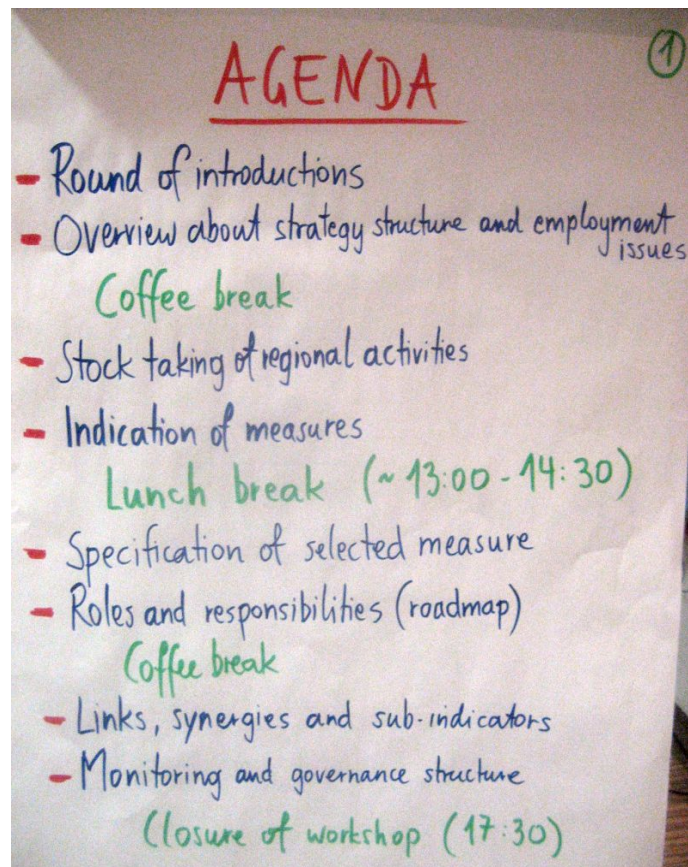 AGENDA
1
- Round of introductions
- Overview about strategy structure and employment
issues
Coffee break
- Stock taking of regional activities
- Indication of measures
Lunch break (~ 13:00 - 14:30)
- Specification of selected measure
- Roles and responsibilities (roadmap)
Coffee break
- Links, synergies and sub-indicators
- Monitoring and governance structure
Closure of workshop (17:30)